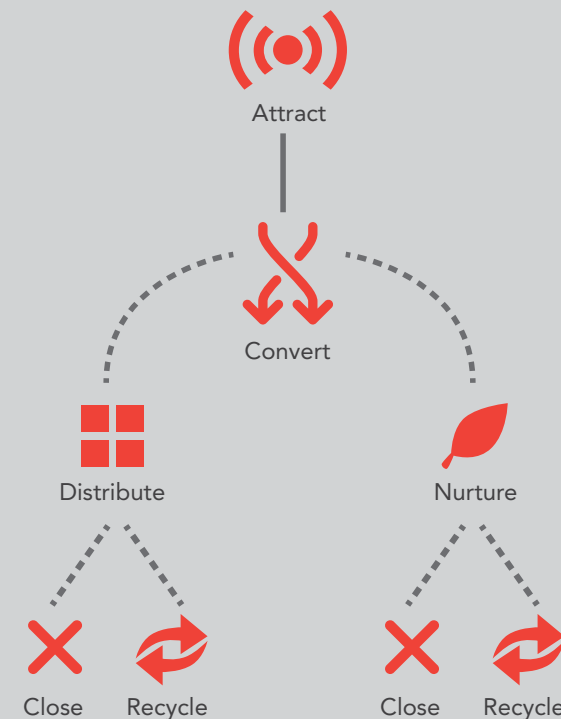 Attract
Convert
Distribute
Nurture
Close
Recycle
Close
Recycle